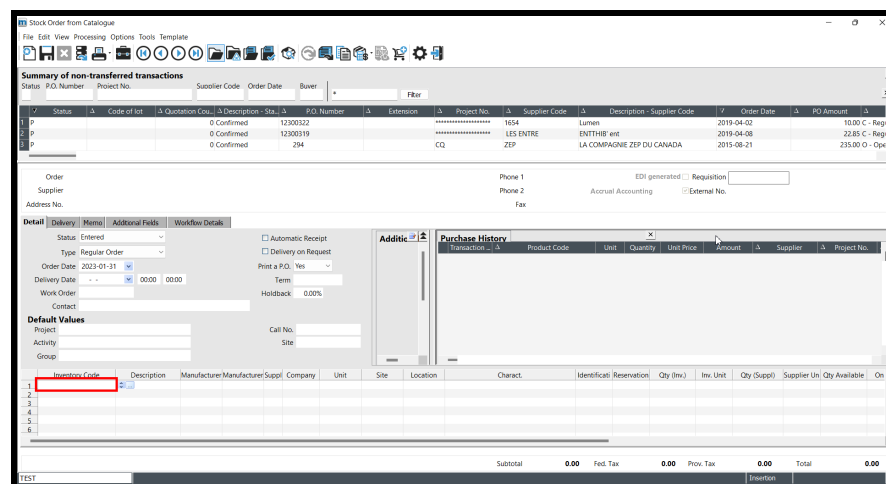 Stock Order from Catalogue
File Edit View Processing Options Tools Template
Summary of non-transferred transactions
Status P.O. Number Project No. Supplier Code Order Date Buyer
* Filter
Status Code of lot Quotation Cou... Description - Sta... P.O. Number Extension Project No. Supplier Code Description - Supplier Code Order Date PO Amount
1 P 0 Confirmed 12300322 ******************** 1654 Lumen 2019-04-02 10.00 C - Reg
2 P 0 Confirmed 12300319 ******************** LES ENTRE ENTTHIB' ent 2019-04-08 22.85 C - Reg
3 P 0 Confirmed 294 CQ ZEP LA COMPAGNIE ZEP DU CANADA 2015-08-21 235.00 O - Ope
Order Phone 1 EDI generated Requisition
Supplier Phone 2 Accrual Accounting External No.
Address No. Fax
Detail Delivery Memo Addtional Fields Workflow Details
Status Entered Automatic Receipt Additic Purchase History
Type Regular Order Delivery on Request Transaction .. Product Code Unit Quantity Unit Price Amount Supplier Project No.
Order Date 2023-01-31 Print a P.O. Yes
Delivery Date - - 00:00 00:00 Term
Work Order Holdback 0.00%
Contact
Default Values
Project Call No.
Activity Site
Group
Inventory Code Description Manufacturer Manufacturer Suppl Company Unit Site Location Charact. Identificati Reservation Qty (Inv.) Inv. Unit Qty (Suppl) Supplier Un Qty Available On
1
2
3
4
5
6
Subtotal 0.00 Fed. Tax 0.00 Prov. Tax 0.00 Total 0.00
TEST Insertion